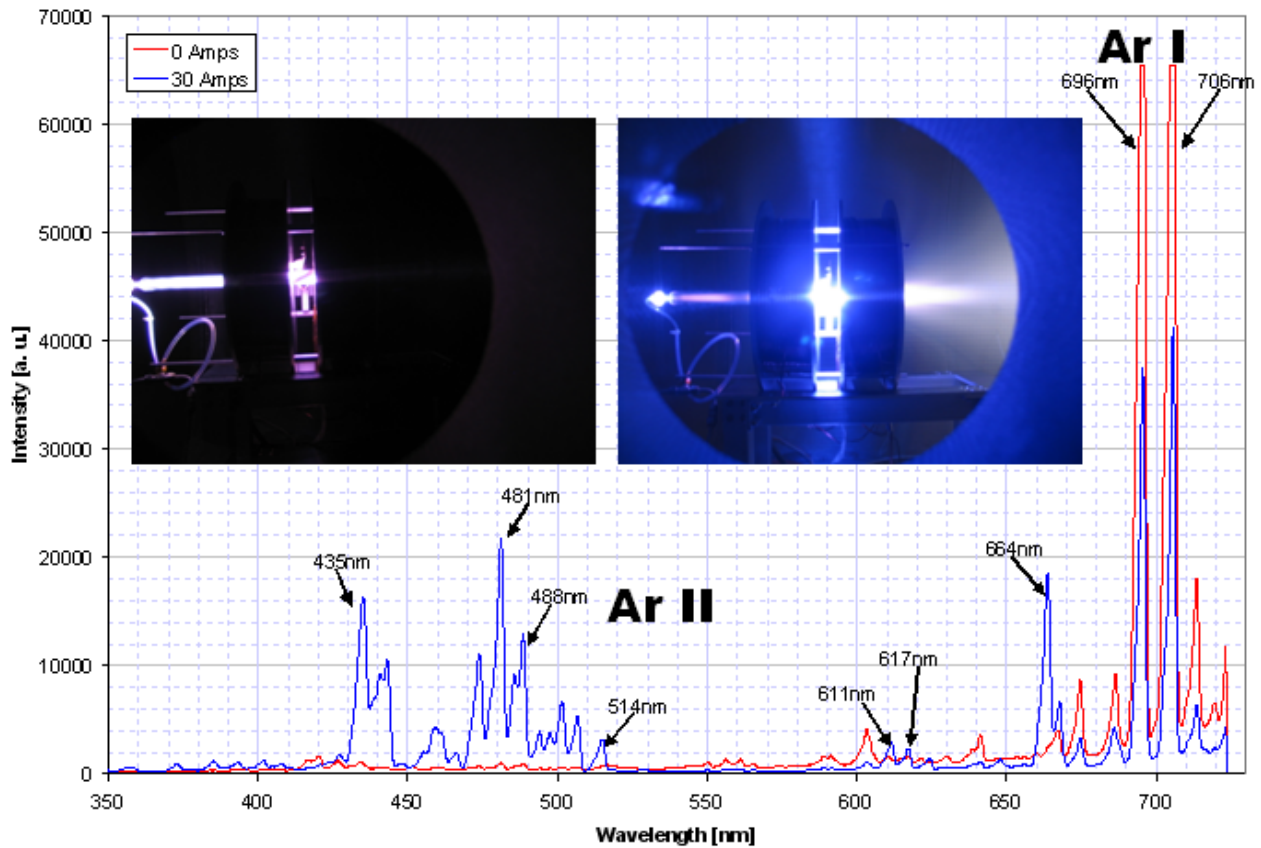 70000
60000
50000
40000
30000
20000
10000
0
Intensity [a. u.]
0 Amps
30 Amps
Ar I
696nm
706nm
481nm
435nm
488nm
Ar II
514nm
664nm
617nm
611nm
350
400
450
500
550
600
650
700
Wavelength [nm]